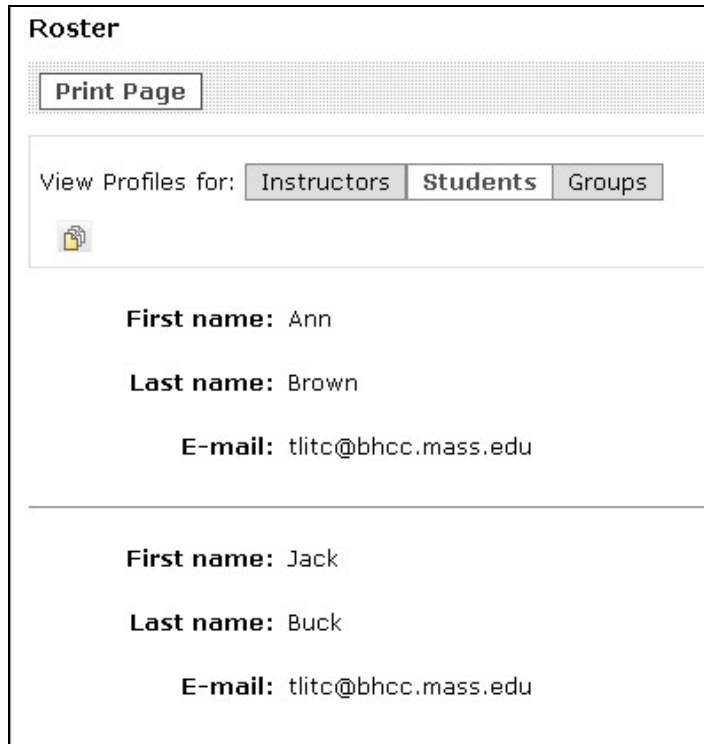 Roster
Print Page
View Profiles for: Instructors Students Groups
First name: Ann
Last name: Brown
E-mail: tlitc@bhcc.mass.edu
First name: Jack
Last name: Buck
E-mail: tlitc@bhcc.mass.edu